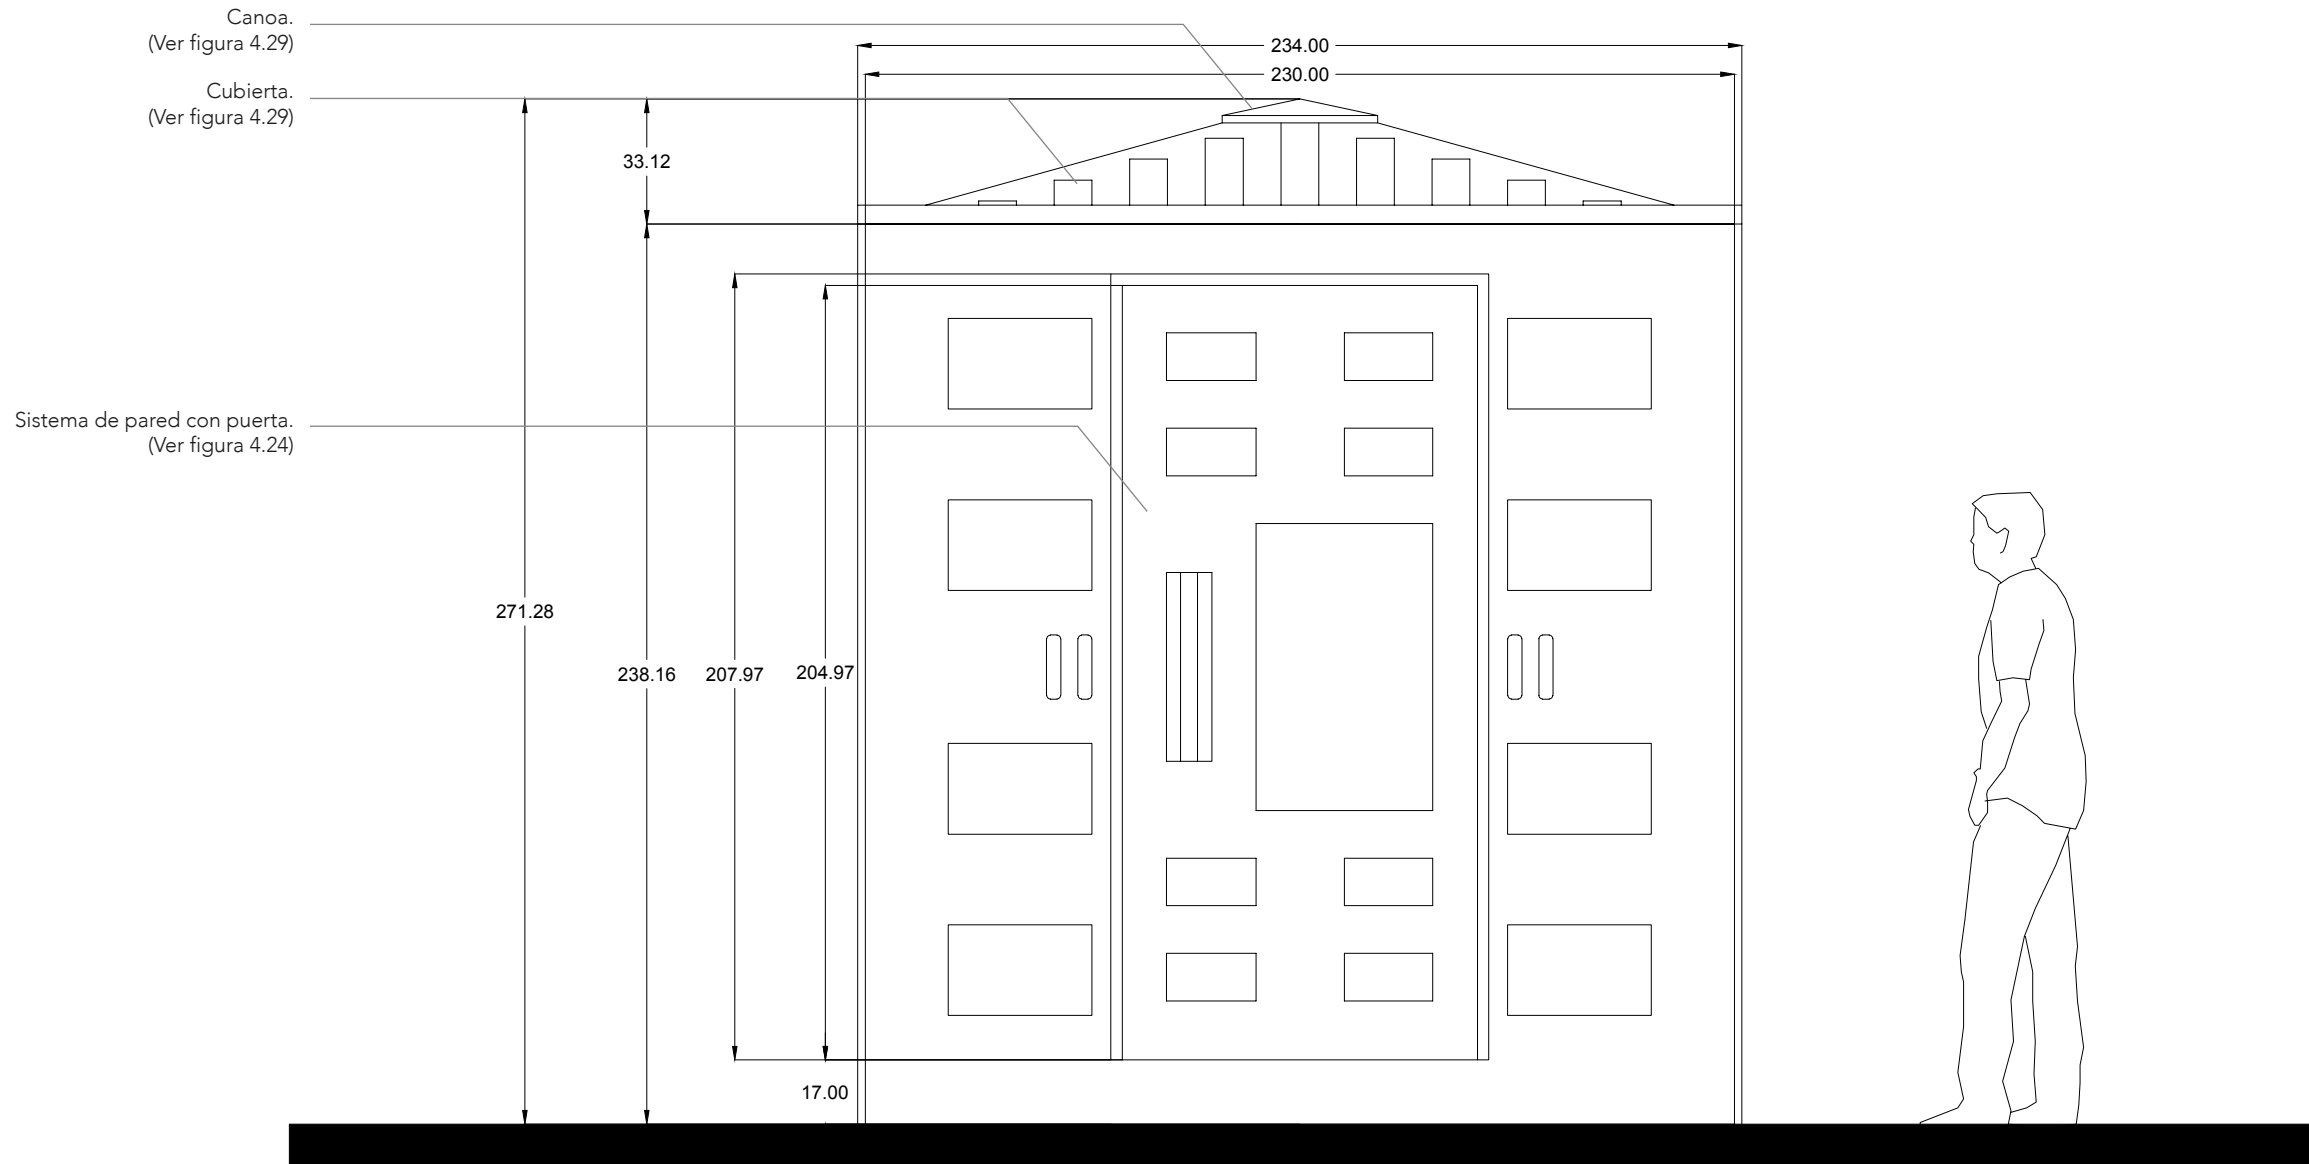 Canoa.
(Ver figura 4.29)
234.00
230.00
Cubierta.
(Ver figura 4.29)
33.12
Sistema de pared con puerta.
(Ver figura 4.24)
271.28
238.16
207.97
204.97
17.00